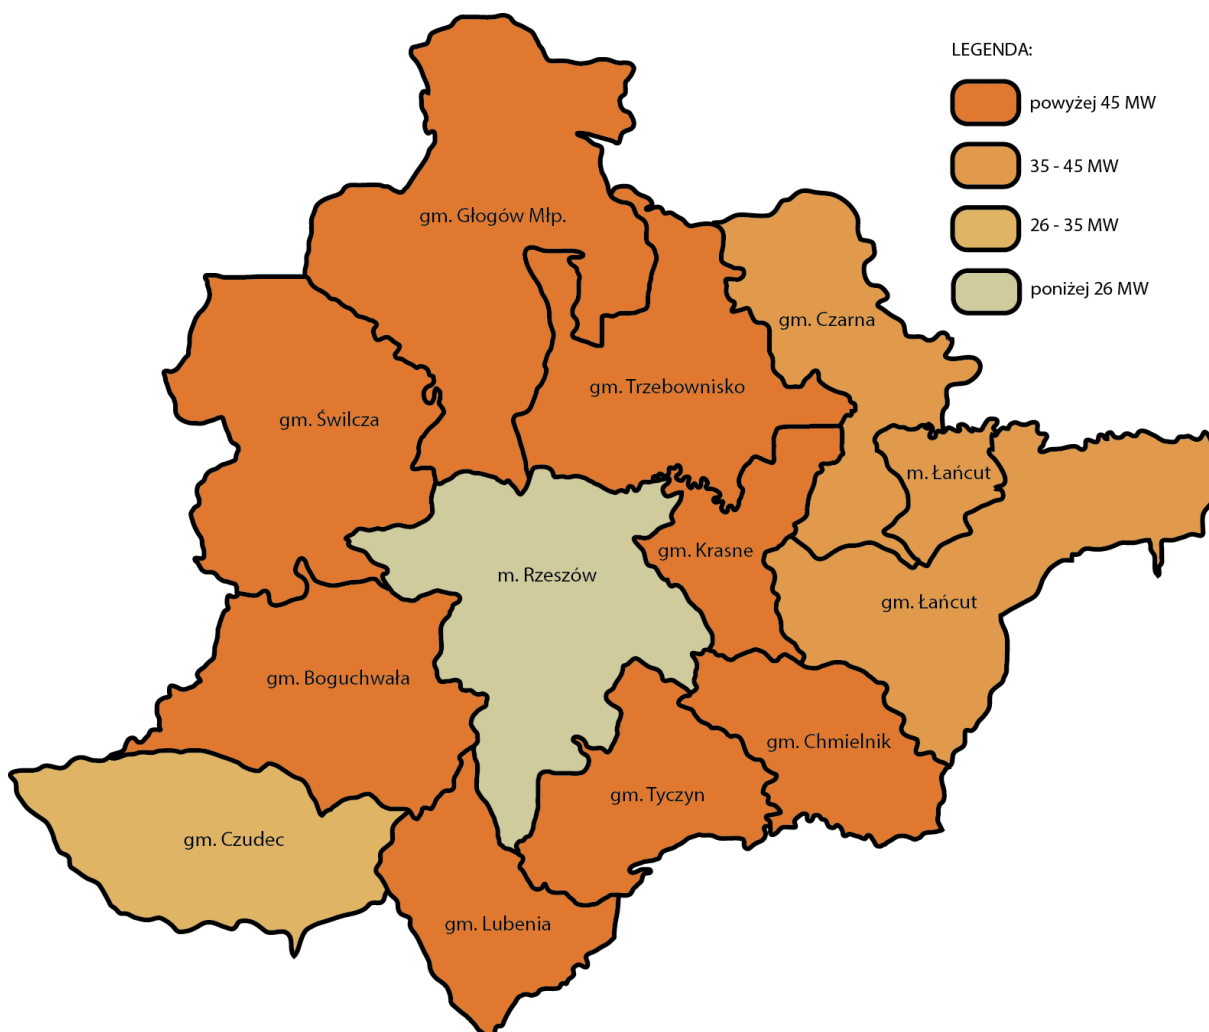 LEGENDA:
powyżej 45 MW
35 - 45 MW
26 - 35 MW
poniżej 26 MW
gm. Głogów Młp.
gm. Czarna
gm. Trzebownisko
gm. Świlcza
m. Łańcut
gm. Krasne
m. Rzeszów
gm. Łańcut
gm. Boguchwała
gm. Chmielnik
gm. Tyczyn
gm. Czudec
gm. Lubenia